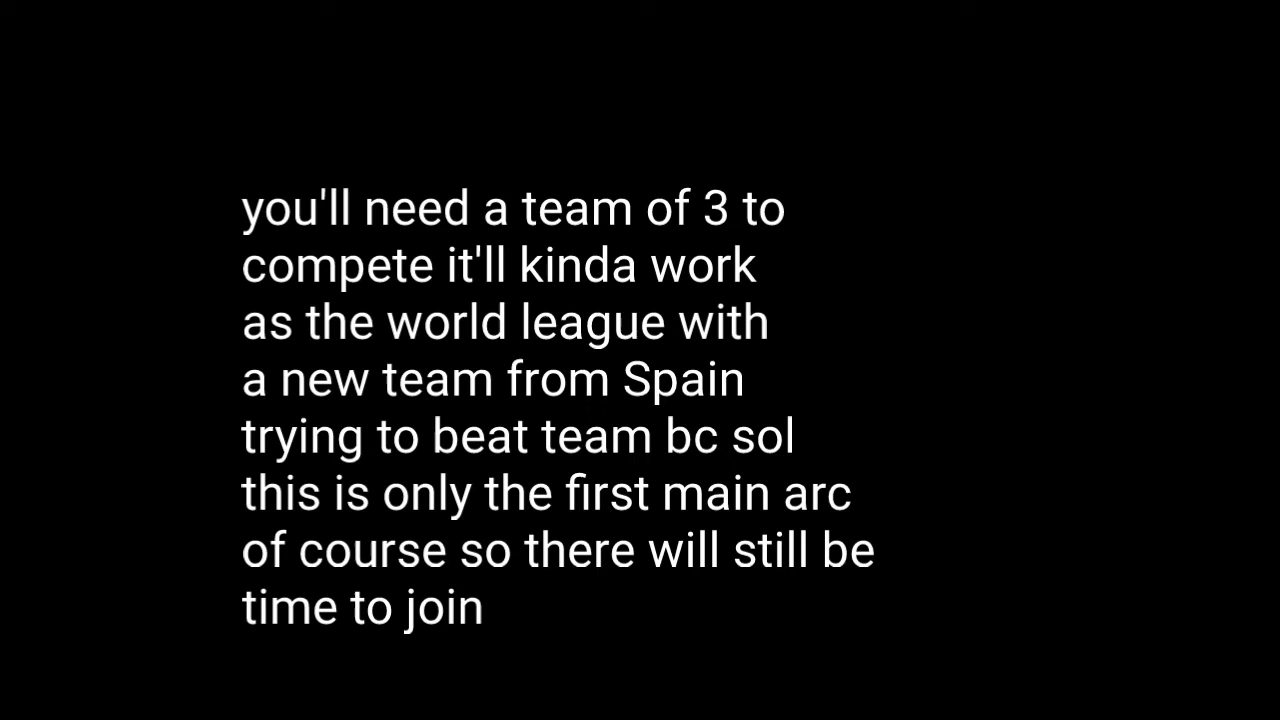 you'll need a team of 3 to
compete it'll kinda work
as the world league with
a new team from Spain
trying to beat team bc sol
this is only the first main arc
of course so there will still be
time to join